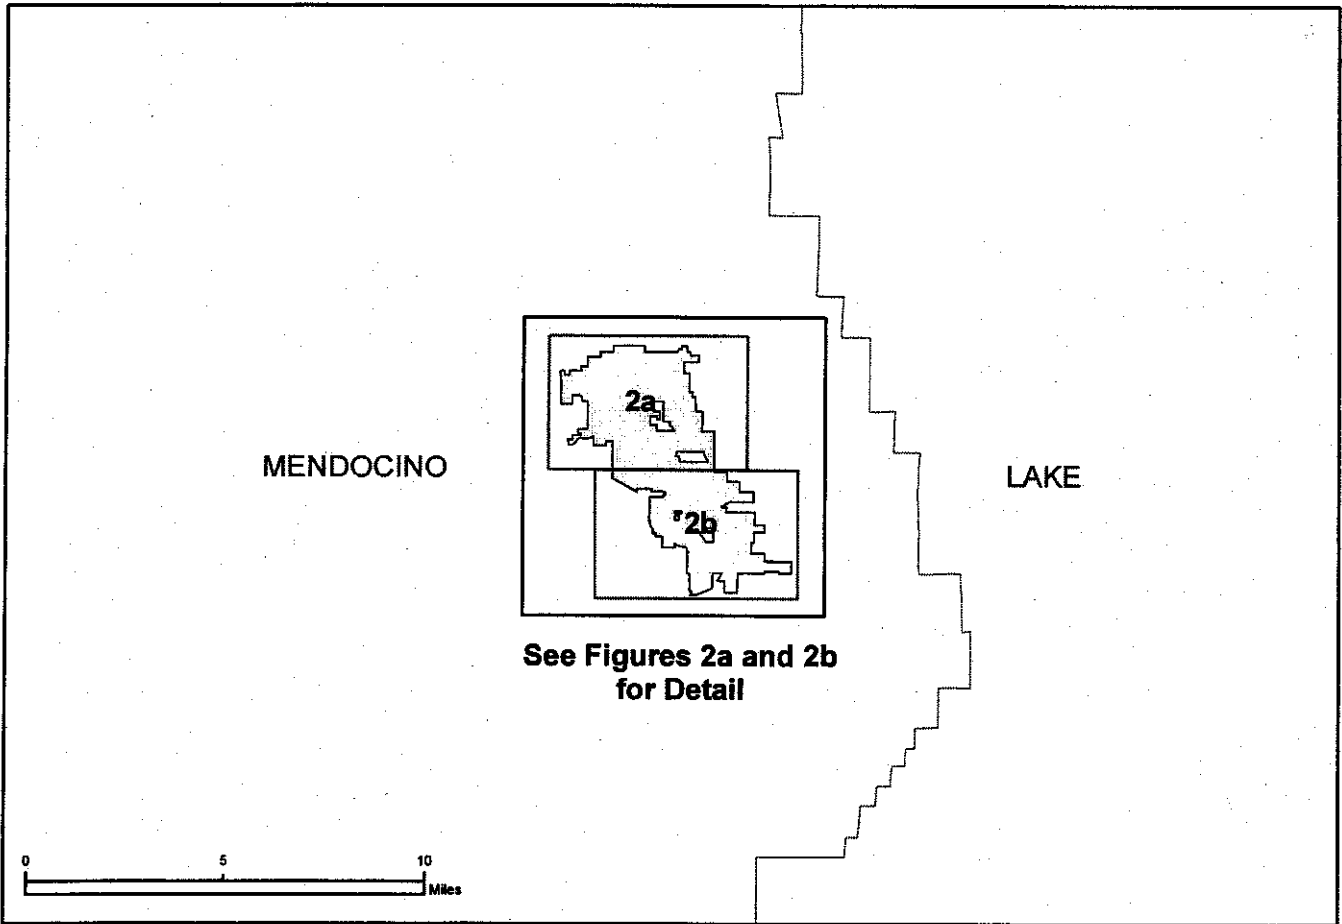 2a
MENDOCINO
LAKE
2b
See Figures 2a and 2b
for Detail
0 5 10
Miles